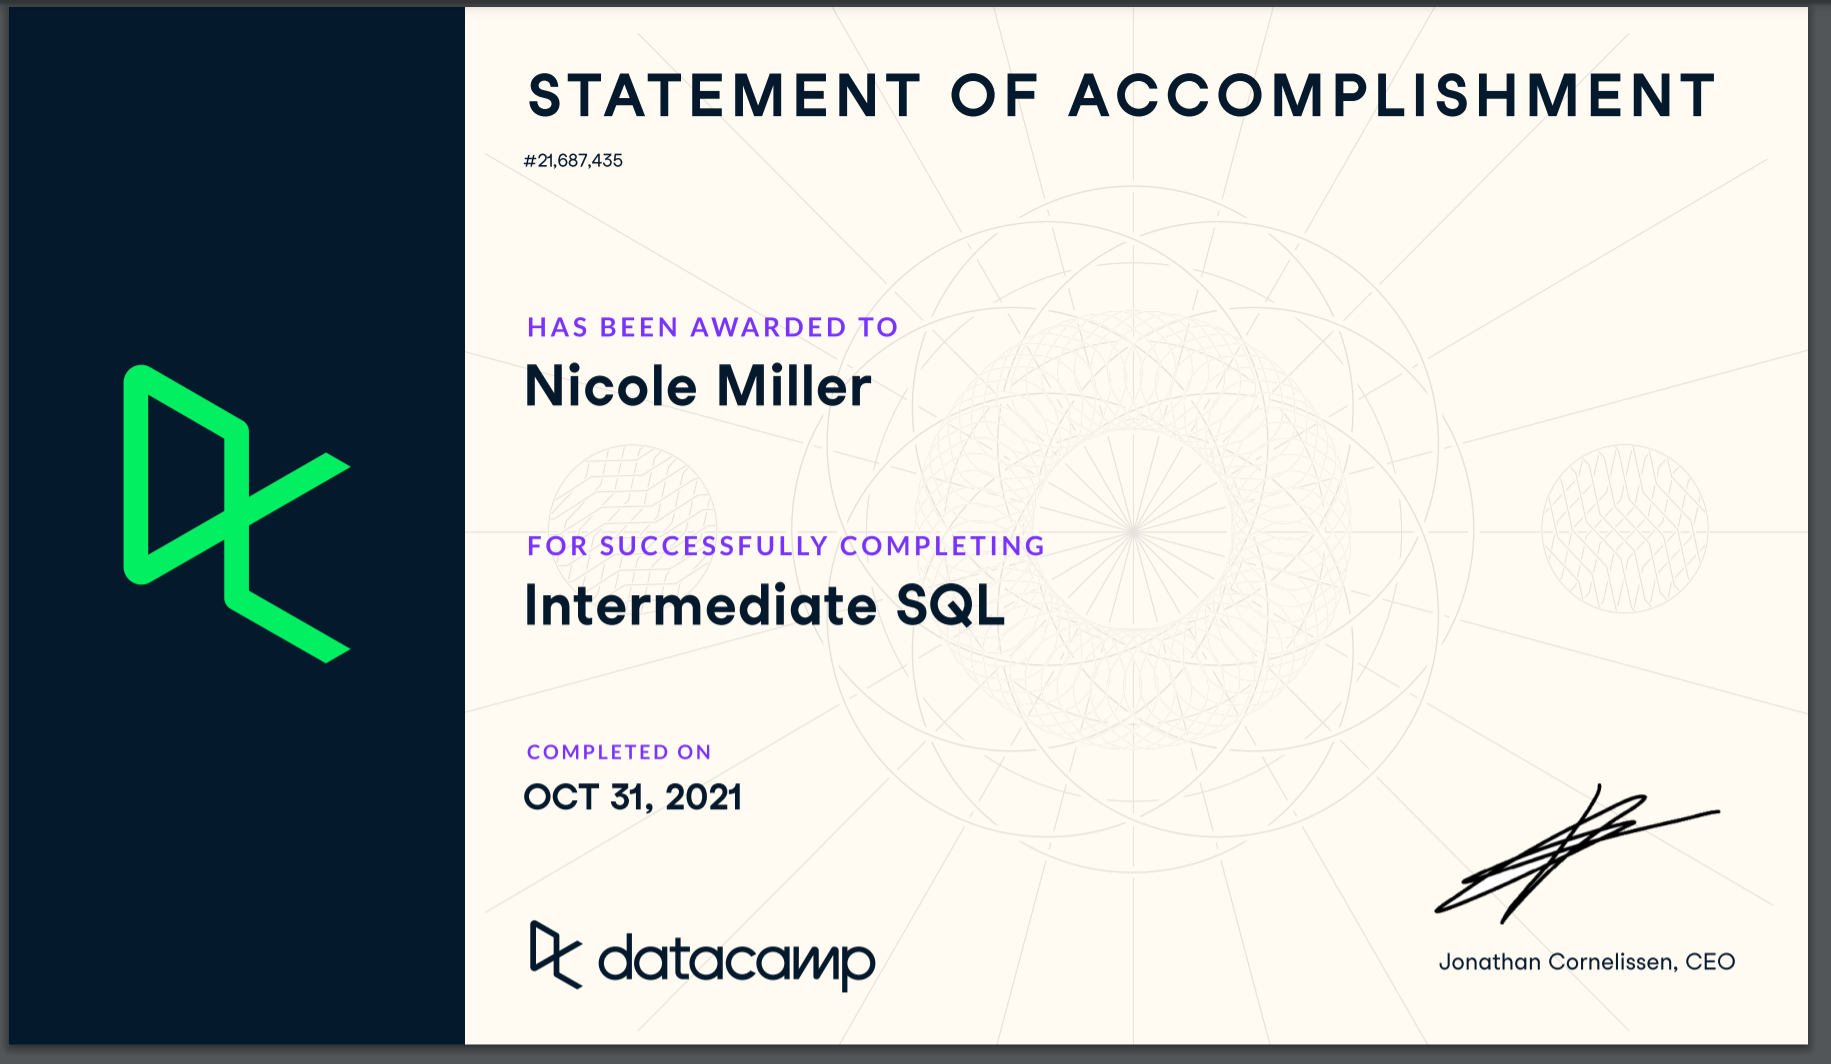 STATEMENT OF ACCOMPLISHMENT
#21,687,435
HAS BEEN AWARDED TO
Nicole Miller
FOR SUCCESSFULLY COMPLETING
Intermediate SQL
COMPLETED ON
OCT 31, 2021
datacamp
Jonathan Cornelissen, CEO